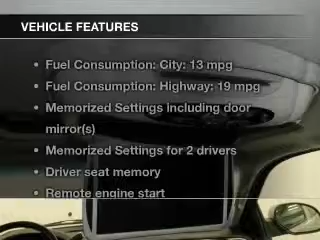 VEHICLE FEATURES
• Fuel Consumption: City: 13 mpg
• Fuel Consumption: Highway: 19 mpg
• Memorized Settings including door
mirror(s)
• Memorized Settings for 2 drivers
• Driver seat memory
• Remote engine start